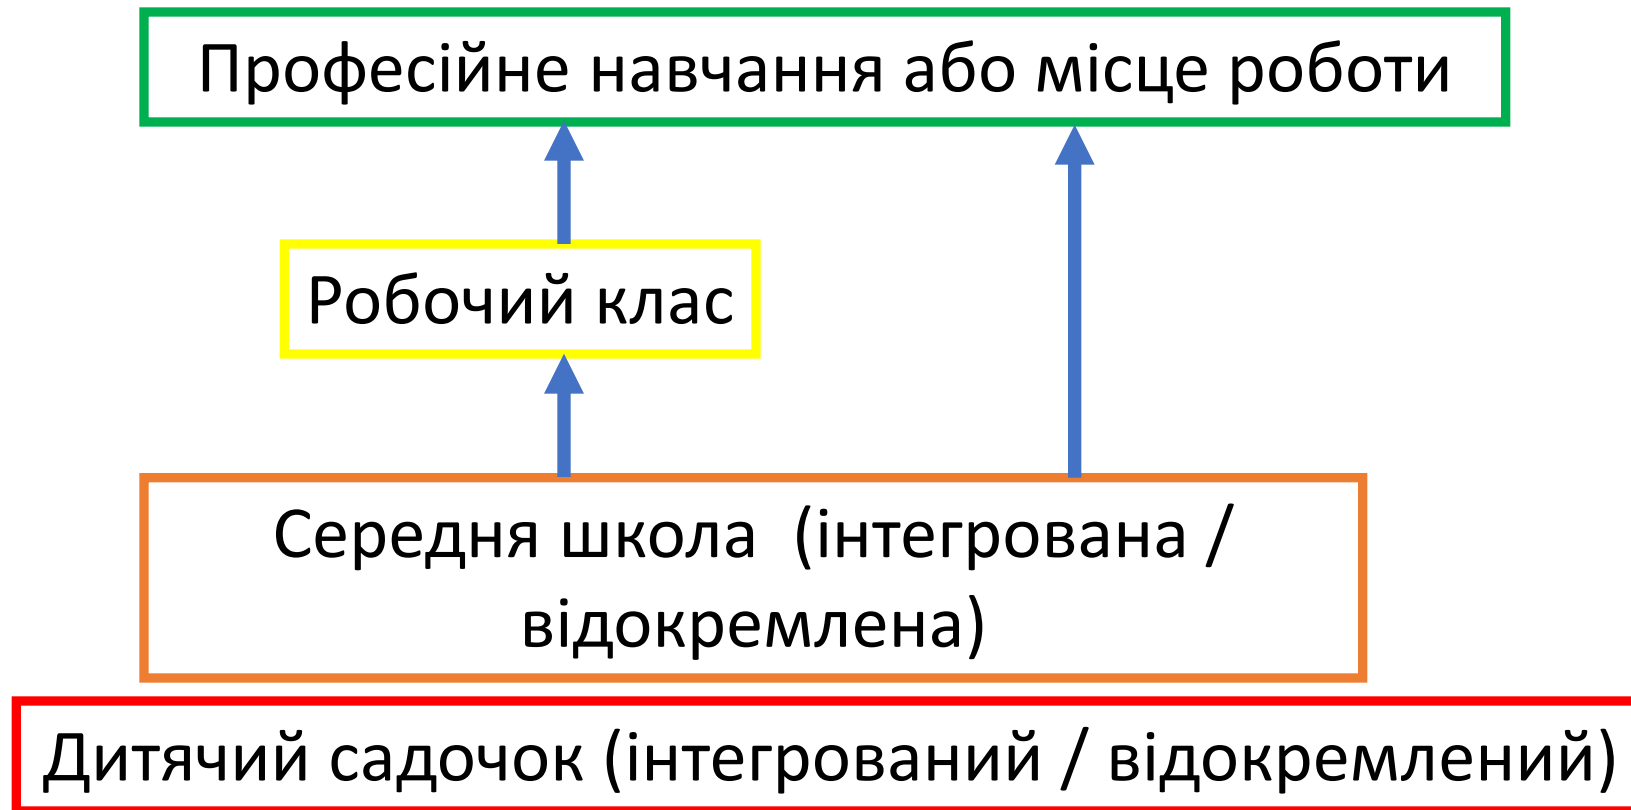 Професійне навчання або місце роботи
Робочий клас
Середня школа (інтегрована /
відокремлена)
Дитячий садочок (інтегрований / відокремлений)